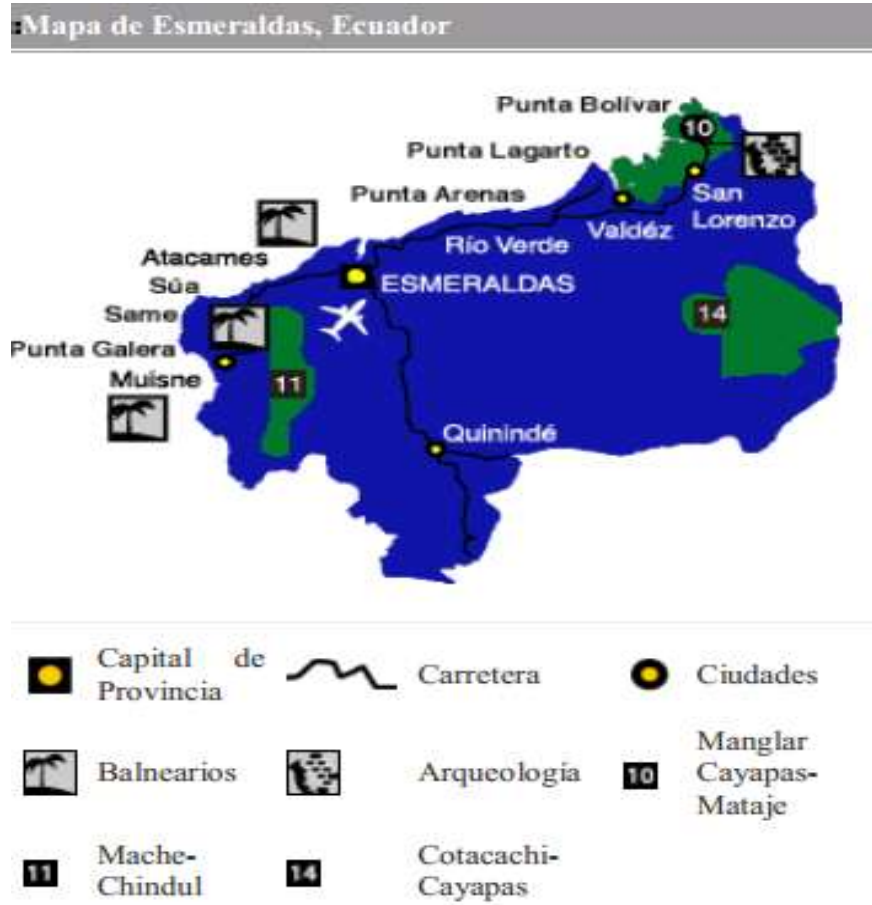 :Mapa de Esmeraldas, Ecuador
Punta Bolívar
10
Punta Lagarto
Punta Arenas
San
Lorenzo
Valdéz
Río Verde
Atacames
ESMERALDAS
Súa
Same
14
Punta Galera
Muisne
11
Quinindé
Capital de
Provincia
Carretera
Ciudades
Balnearios
Arqueología
10
Manglar
Cayapas-
Mataje
11
Mache-
Chindul
14
Cotacachi-
Cayapas